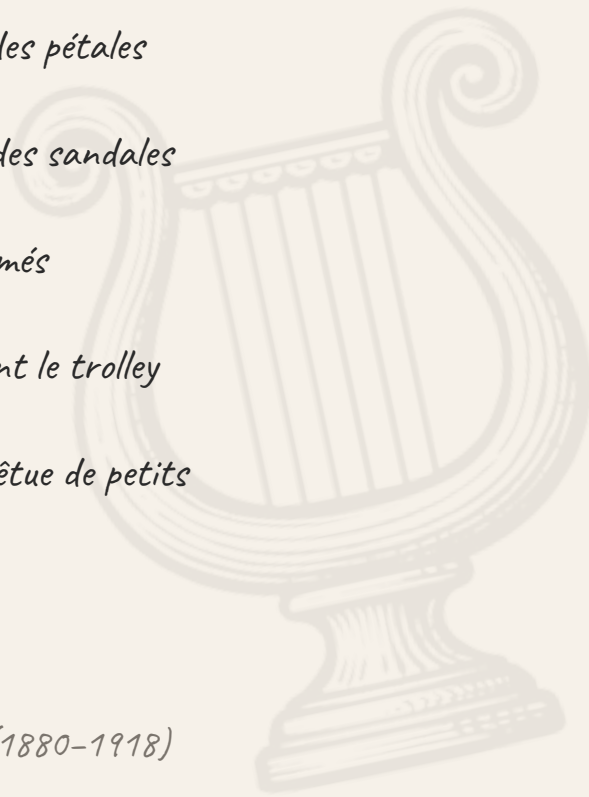 les pétales
des sandales
més
nt le trolley
êtue de petits
(1880–1918)